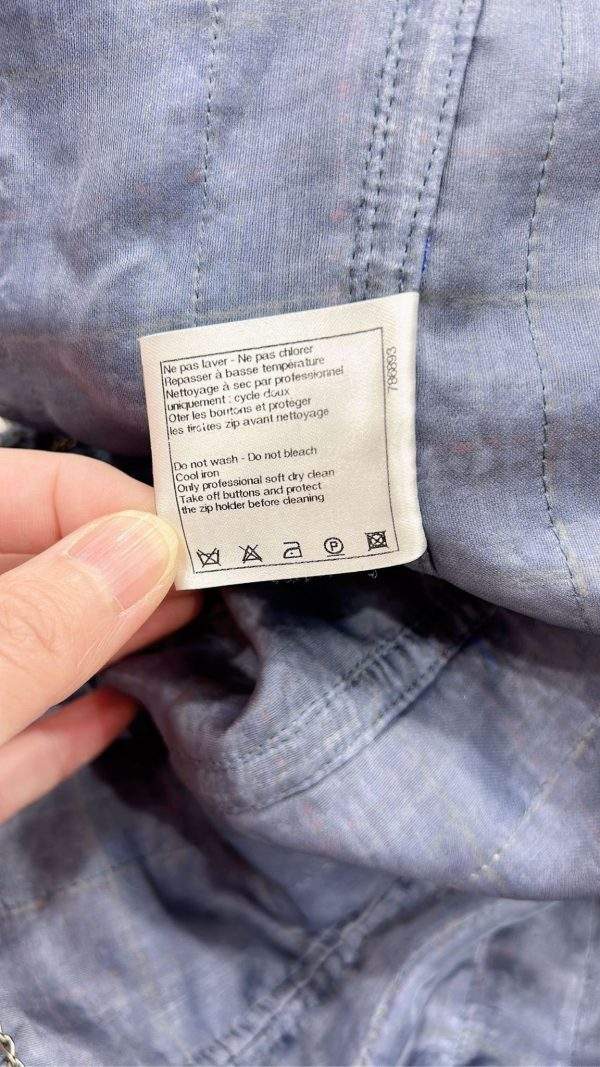 Ne pas laver - Ne pas chlorer
Repasser à basse température
Nettoyage à sec par professionnel
uniquement : cycle doux
Oter les boutons et protéger
les tirettes zip avant nettoyage
Do not wash - Do not bleach
Cool iron
Only professional soft dry clean
Take off buttons and protect
the zip holder before cleaning
P